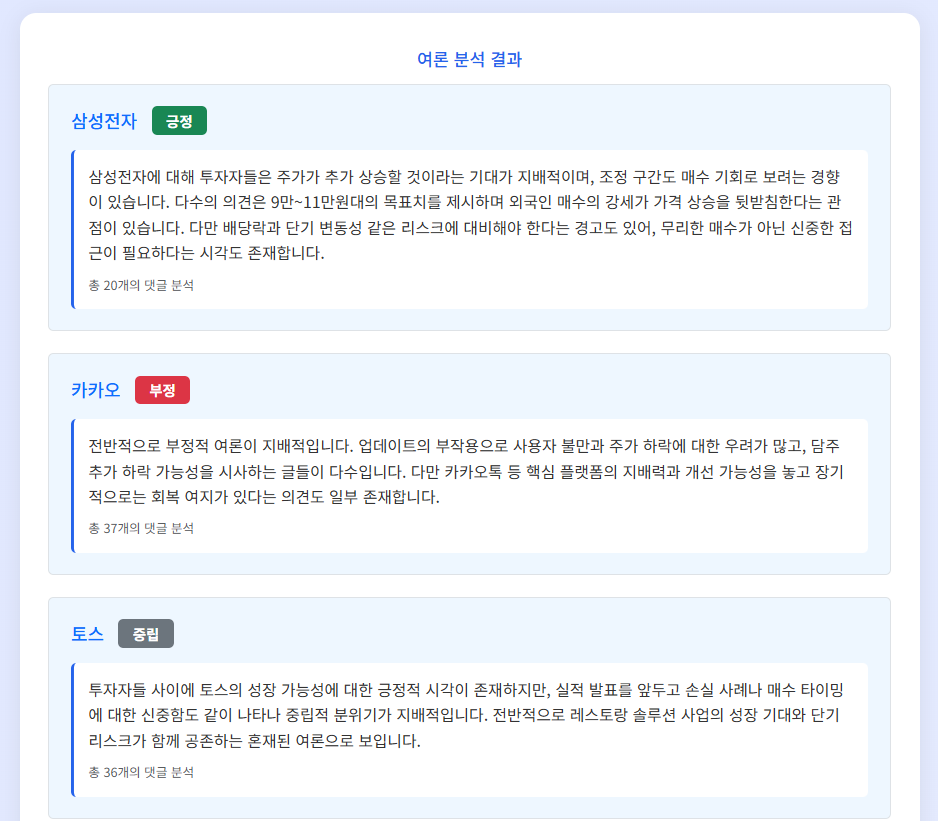 여론 분석 결과
삼성전자 긍정
삼성전자에 대해 투자자들은 주가가 추가 상승할 것이라는 기대가 지배적이며, 조정 구간도 매수 기회로 보려는 경향
이 있습니다. 다수의 의견은 9만~11만원대의 목표치를 제시하며 외국인 매수의 강세가 가격 상승을 뒷받침한다는 관
점이 있습니다. 다만 배당락과 단기 변동성 같은 리스크에 대비해야 한다는 경고도 있어, 무리한 매수가 아닌 신중한 접
근이 필요하다는 시각도 존재합니다.
총 20개의 댓글 분석
카카오 부정
전반적으로 부정적 여론이 지배적입니다. 업데이트의 부작용으로 사용자 불만과 주가 하락에 대한 우려가 많고, 담주
추가 하락 가능성을 시사하는 글들이 다수입니다. 다만 카카오톡 등 핵심 플랫폼의 지배력과 개선 가능성을 놓고 장기
적으로는 회복 여지가 있다는 의견도 일부 존재합니다.
총 37개의 댓글 분석
토스 중립
투자자들 사이에 토스의 성장 가능성에 대한 긍정적 시각이 존재하지만, 실적 발표를 앞두고 손실 사례나 매수 타이밍
에 대한 신중함도 같이 나타나 중립적 분위기가 지배적입니다. 전반적으로 레스토랑 솔루션 사업의 성장 기대와 단기
리스크가 함께 공존하는 혼재된 여론으로 보입니다.
총 36개의 댓글 분석